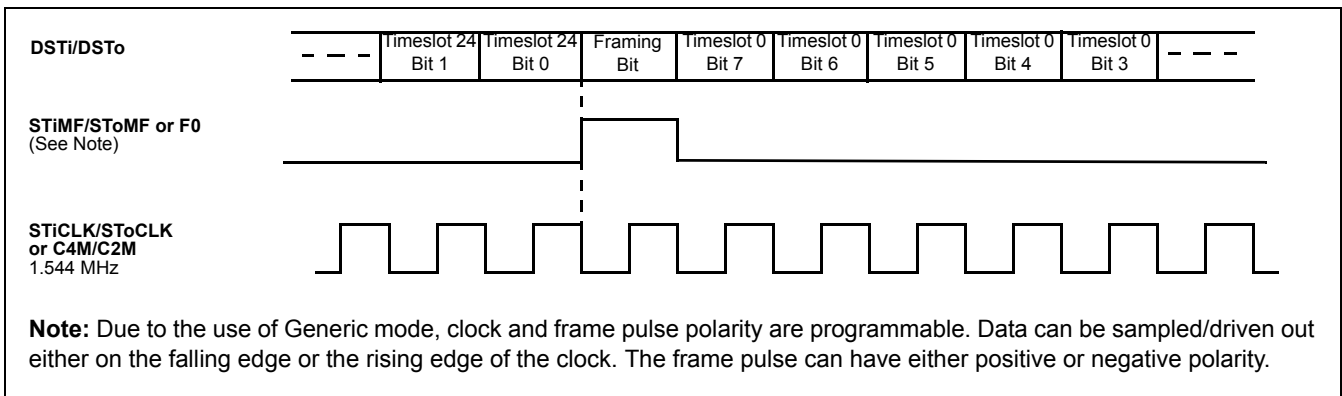 DSTi/DSTo
Timeslot 24 Timeslot 24 Framing Timeslot 0 Timeslot 0 Timeslot 0 Timeslot 0 Timeslot 0
Bit 1 Bit 0 Bit Bit 7 Bit 6 Bit 5 Bit 4 Bit 3
STiMF/SToMF or F0
(See Note)
STiCLK/SToCLK
or C4M/C2M
1.544 MHz
Note: Due to the use of Generic mode, clock and frame pulse polarity are programmable. Data can be sampled/driven out
either on the falling edge or the rising edge of the clock. The frame pulse can have either positive or negative polarity.